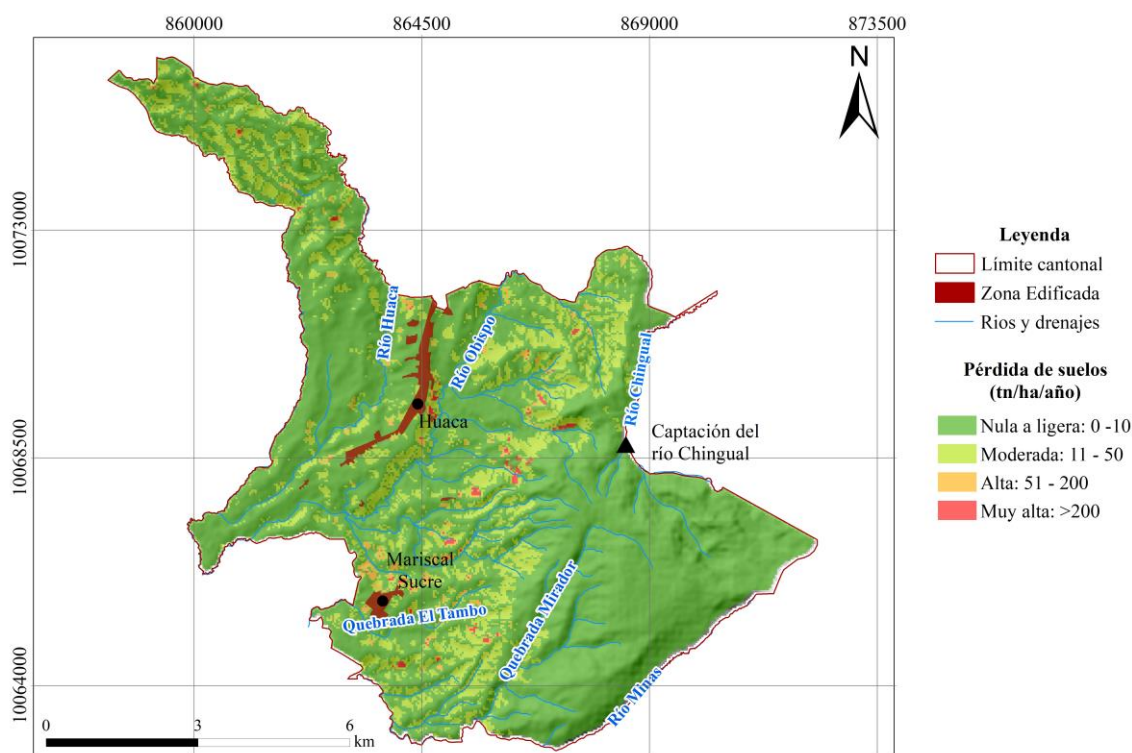 860000
864500
869000
873500
N
10073000
10068500
10064000
Río Huaca
Río Obispo
Río Chingual
Huaca
Captación del
río Chingual
Mariscal
Sucre
Quebrada El Tambo
Quebrada Mirador
Río Minas
0
3
6
km
Leyenda
Límite cantonal
Zona Edificada
Rios y drenajes
Pérdida de suelos
(tn/ha/año)
Nula a ligera: 0 -10
Moderada: 11 - 50
Alta: 51 - 200
Muy alta: >200